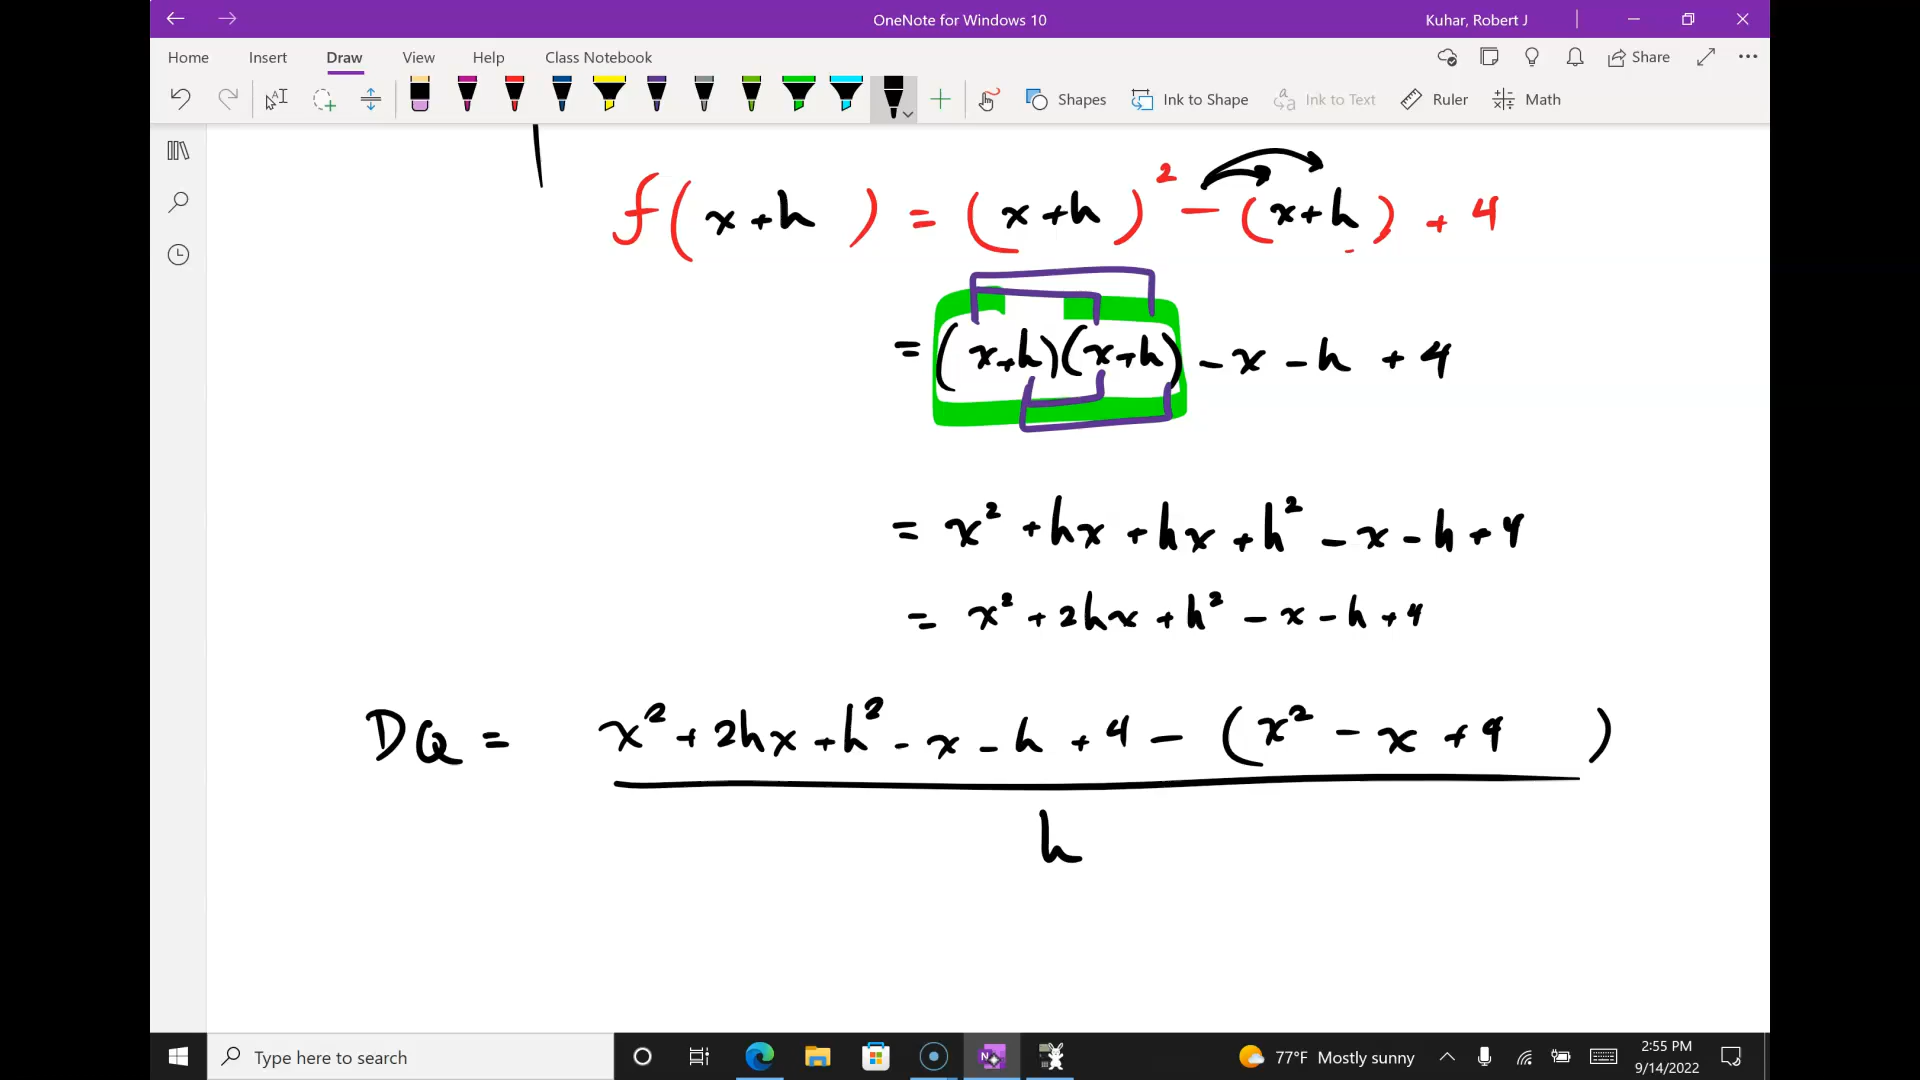 OneNote for Windows 10
Kuhar, Robert J
Home Insert Draw View Help Class Notebook Share
Shapes Ink to Shape Ink to Text Ruler Math
f(x+h) = (x+h)² - (x+h) + 4
= (x+h)(x+h) - x - h + 4
= x² + hx + hx + h² - x - h + 4
= x² + 2hx + h² - x - h + 4
DQ = x² + 2hx + h² - x - h + 4 - (x² - x + 4)
h
Type here to search
77°F Mostly sunny
2:55 PM
9/14/2022